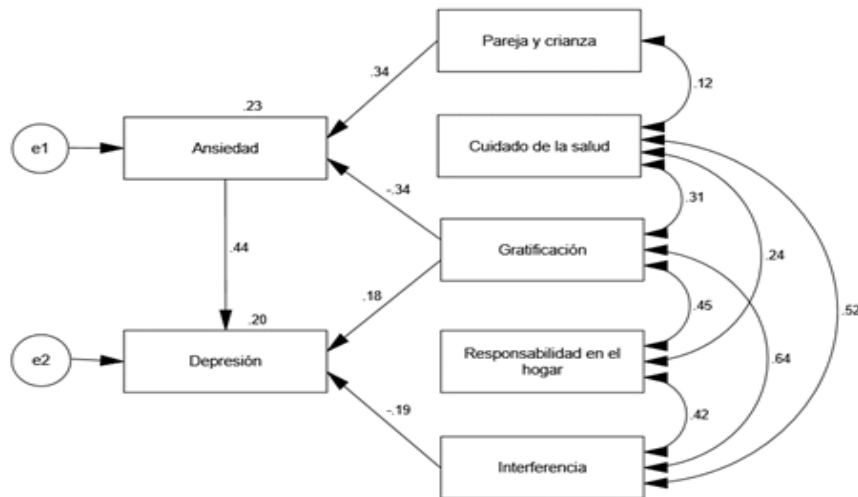 Pareja y crianza
.34
.12
.23
e1
Ansiedad
Cuidado de la salud
-.34
.31
.44
Gratificación
.24
.18
.52
.45
.20
e2
Depresión
Responsabilidad en el
hogar
.64
-.19
.42
Interferencia